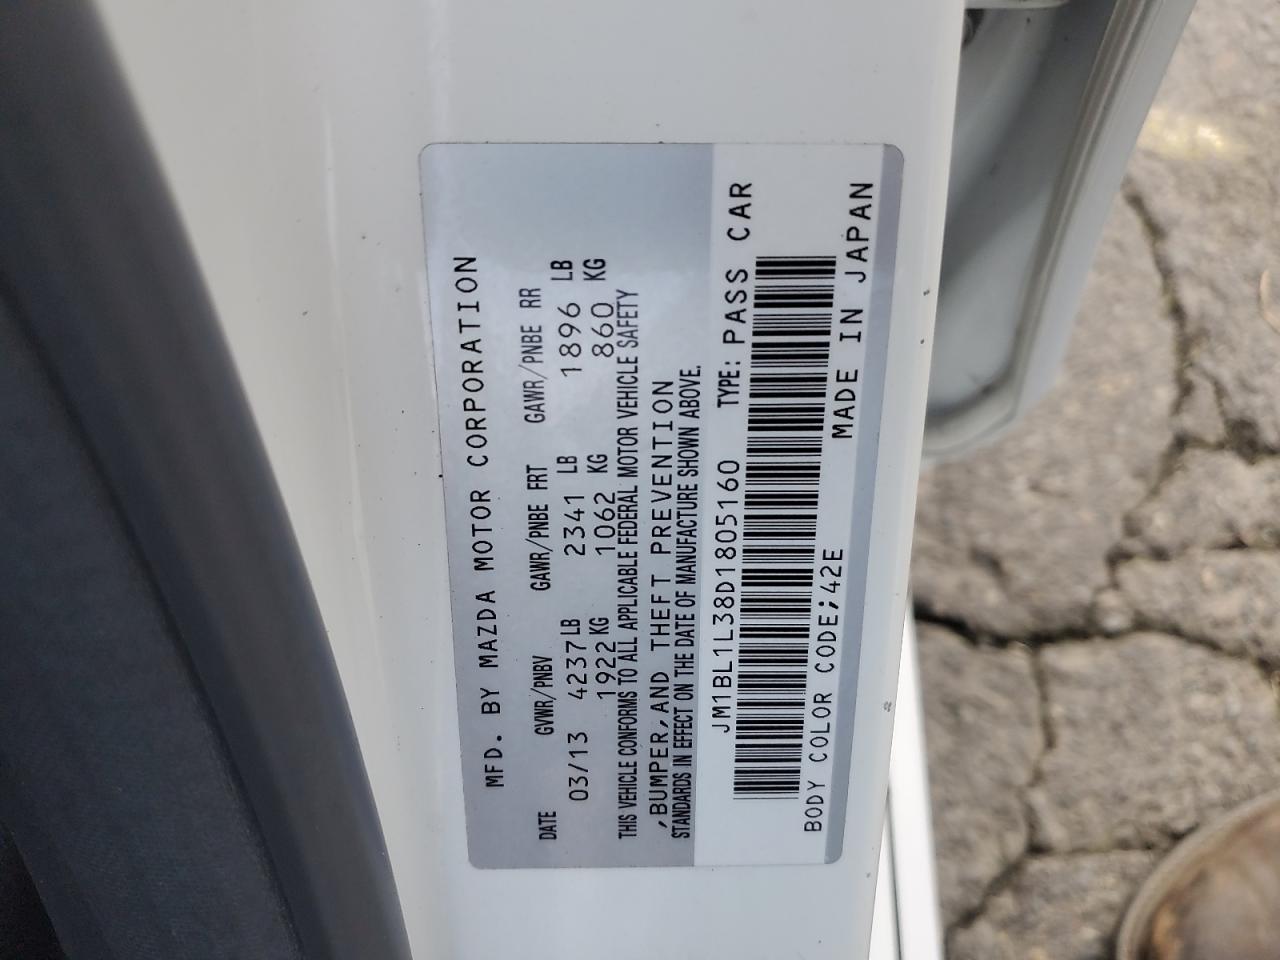 MFD. BY MAZDA MOTOR CORPORATION
DATE GVWR/PNBV GAWR/PNBE FRT GAWR/PNBE RR
03/13 4237 LB 2341 LB 1896 LB
1922 KG 1062 KG 860 KG
THIS VEHICLE CONFORMS TO ALL APPLICABLE FEDERAL MOTOR VEHICLE SAFETY
,BUMPER,AND THEFT PREVENTION
STANDARDS IN EFFECT ON THE DATE OF MANUFACTURE SHOWN ABOVE.
JM1BL1L38D1805160 TYPE: PASS CAR
BODY COLOR CODE;42E MADE IN JAPAN